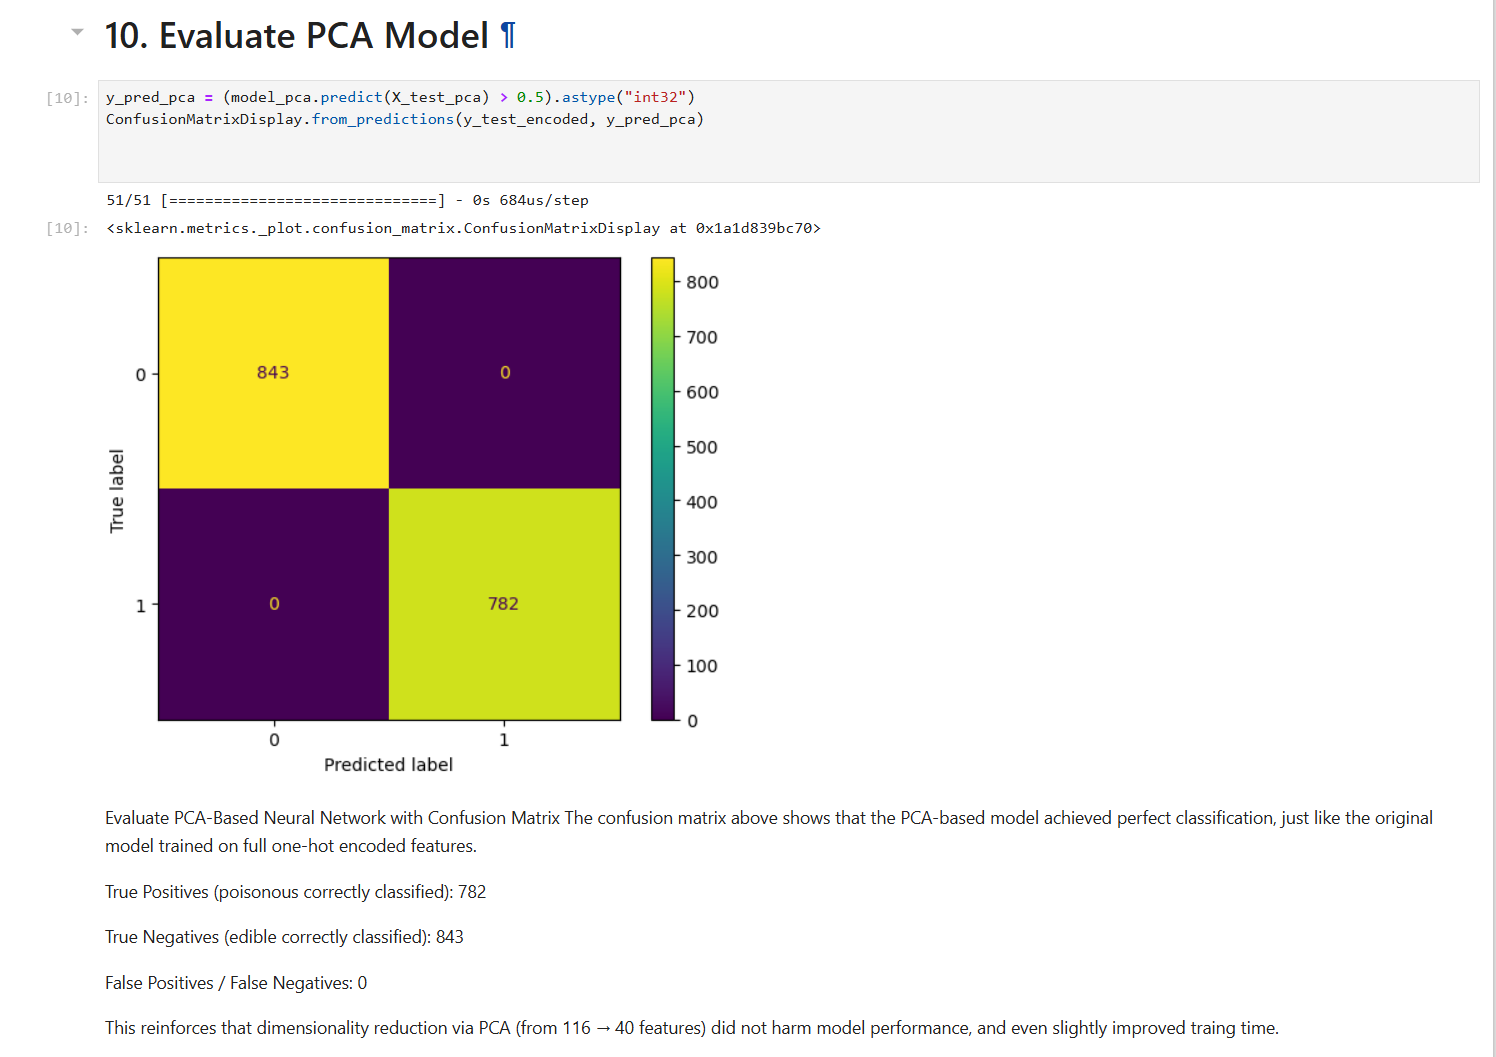 10. Evaluate PCA Model ¶
[10]: y_pred_pca = (model_pca.predict(X_test_pca) > 0.5).astype("int32")
ConfusionMatrixDisplay.from_predictions(y_test_encoded, y_pred_pca)
51/51 [==============================] - 0s 684us/step
[10]: <sklearn.metrics._plot.confusion_matrix.ConfusionMatrixDisplay at 0x1a1d839bc70>
True label
0
1
843
0
0
782
0
1
Predicted label
800
700
600
500
400
300
200
100
0
Evaluate PCA-Based Neural Network with Confusion Matrix The confusion matrix above shows that the PCA-based model achieved perfect classification, just like the original
model trained on full one-hot encoded features.
True Positives (poisonous correctly classified): 782
True Negatives (edible correctly classified): 843
False Positives / False Negatives: 0
This reinforces that dimensionality reduction via PCA (from 116 → 40 features) did not harm model performance, and even slightly improved traing time.